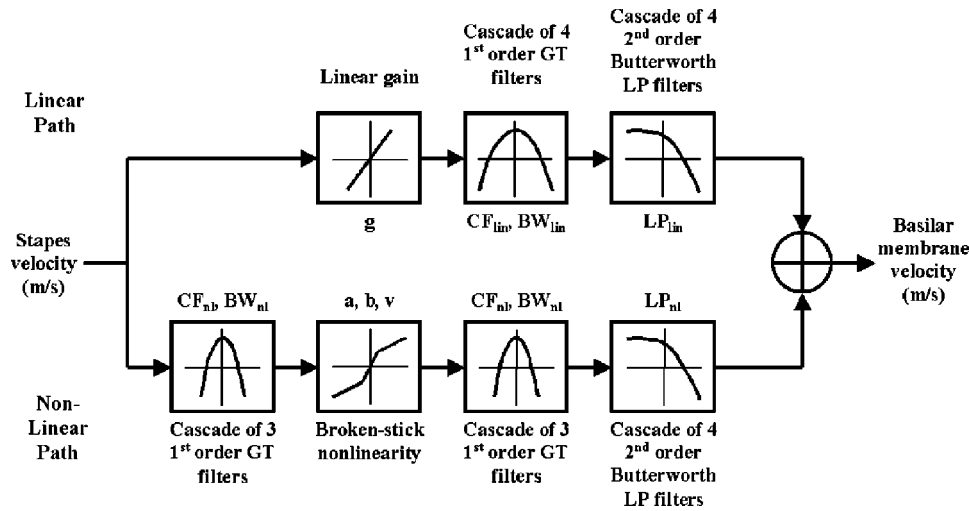 Cascade of 4
1st order GT
filters
Cascade of 4
2nd order
Butterworth
LP filters
Linear gain
Linear
Path
g
CFlin, BWlin
LPlin
Stapes
velocity
(m/s)
Basilar
membrane
velocity
(m/s)
CFnl, BWnl
a, b, v
CFnl, BWnl
LPnl
Non-
Linear
Path
Cascade of 3
1st order GT
filters
Broken-stick
nonlinearity
Cascade of 3
1st order GT
filters
Cascade of 4
2nd order
Butterworth
LP filters